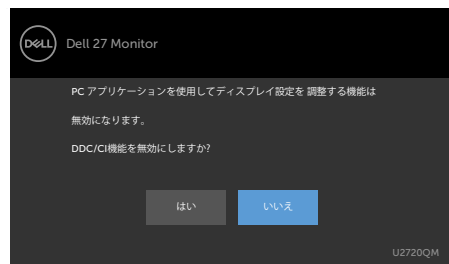 DELL
Dell 27 Monitor
PC アプリケーションを使用してディスプレイ設定を 調整する機能は
無効になります。
DDC/CI機能を無効にしますか?
はい
いいえ
U2720QM